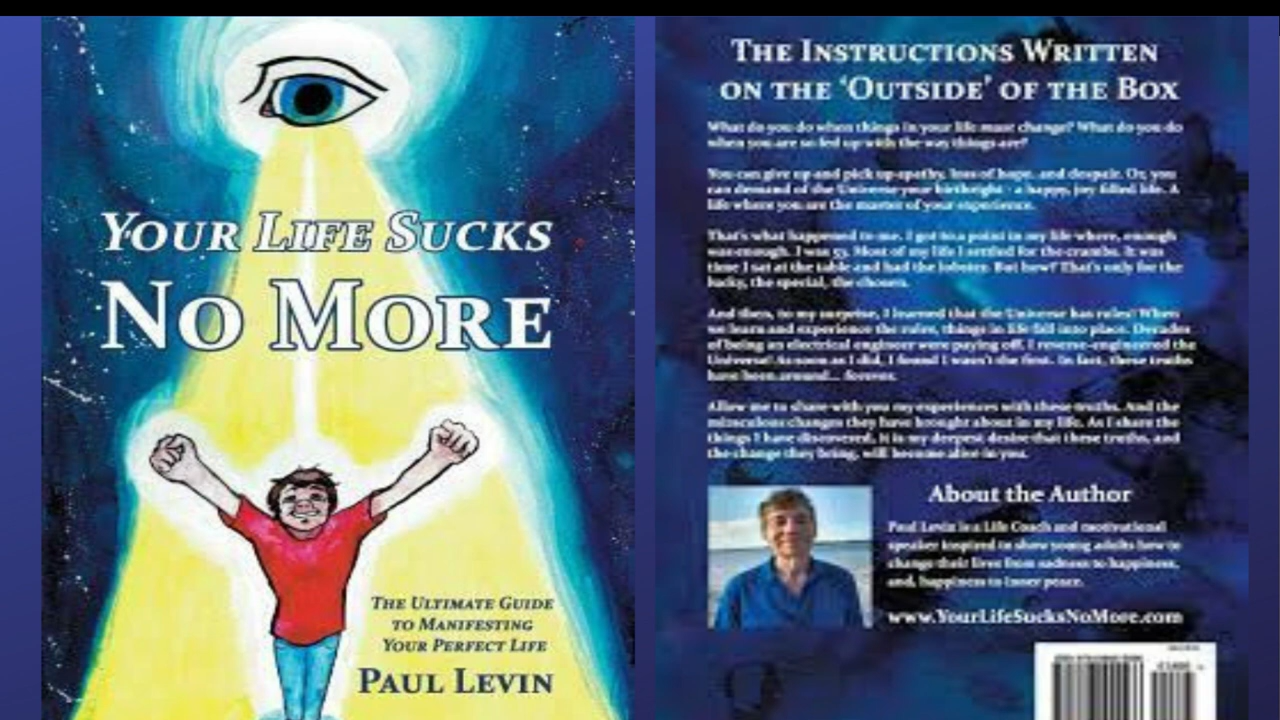 YOUR LIFE SUCKS
NO MORE
THE ULTIMATE GUIDE
TO MANIFESTING
YOUR PERFECT LIFE
PAUL LEVIN
THE INSTRUCTIONS WRITTEN
ON THE ‘OUTSIDE’ OF THE BOX
What do you do when things in your life must change? What do you do
when you are so fed up with the way things are?
You can give up and pick up apathy, loss of hope, and despair. Or, you
can demand of the Universe your birthright - a happy, joy filled life. A
life where you are the master of your experience.
That's what happened to me. I got to a point in my life where, enough
was enough. I was 53. Most of my life I settled for the crumbs. It was
time I sat at the table and had the lobster. But how? That's only for the
lucky, the special, the chosen.
And then, to my surprise, I learned that the Universe has rules! When
we learn and experience the rules, things in life fall into place. Decades
of being an electrical engineer were paying off. I reverse-engineered the
Universe! As soon as I did, I found I wasn't the first. In fact, these truths
have been around... forever.
Allow me to share with you my experiences with these truths. And the
miraculous changes they have brought about in my life. As I share the
things I have discovered, it is my deepest desire that these truths, and
the change they bring, will become alive in you.
About the Author
Paul Levin is a Life Coach and motivational
speaker inspired to show young adults how to
change their lives from sadness to happiness,
and, happiness to inner peace.
www.YourLifeSucksNoMore.com